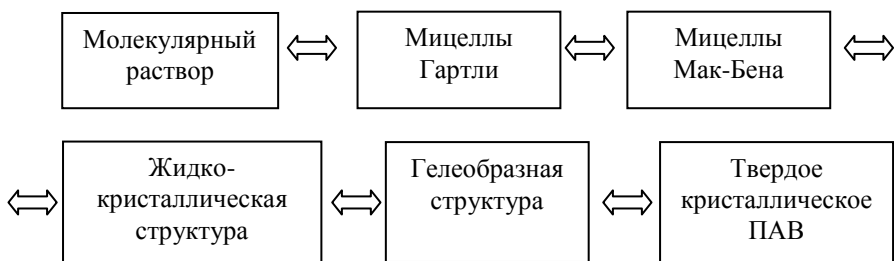 Молекулярный
раствор
Мицеллы
Гартли
Мицеллы
Мак-Бена
Жидко-
кристаллическая
структура
Гелеобразная
структура
Твердое
кристаллическое
ПАВ